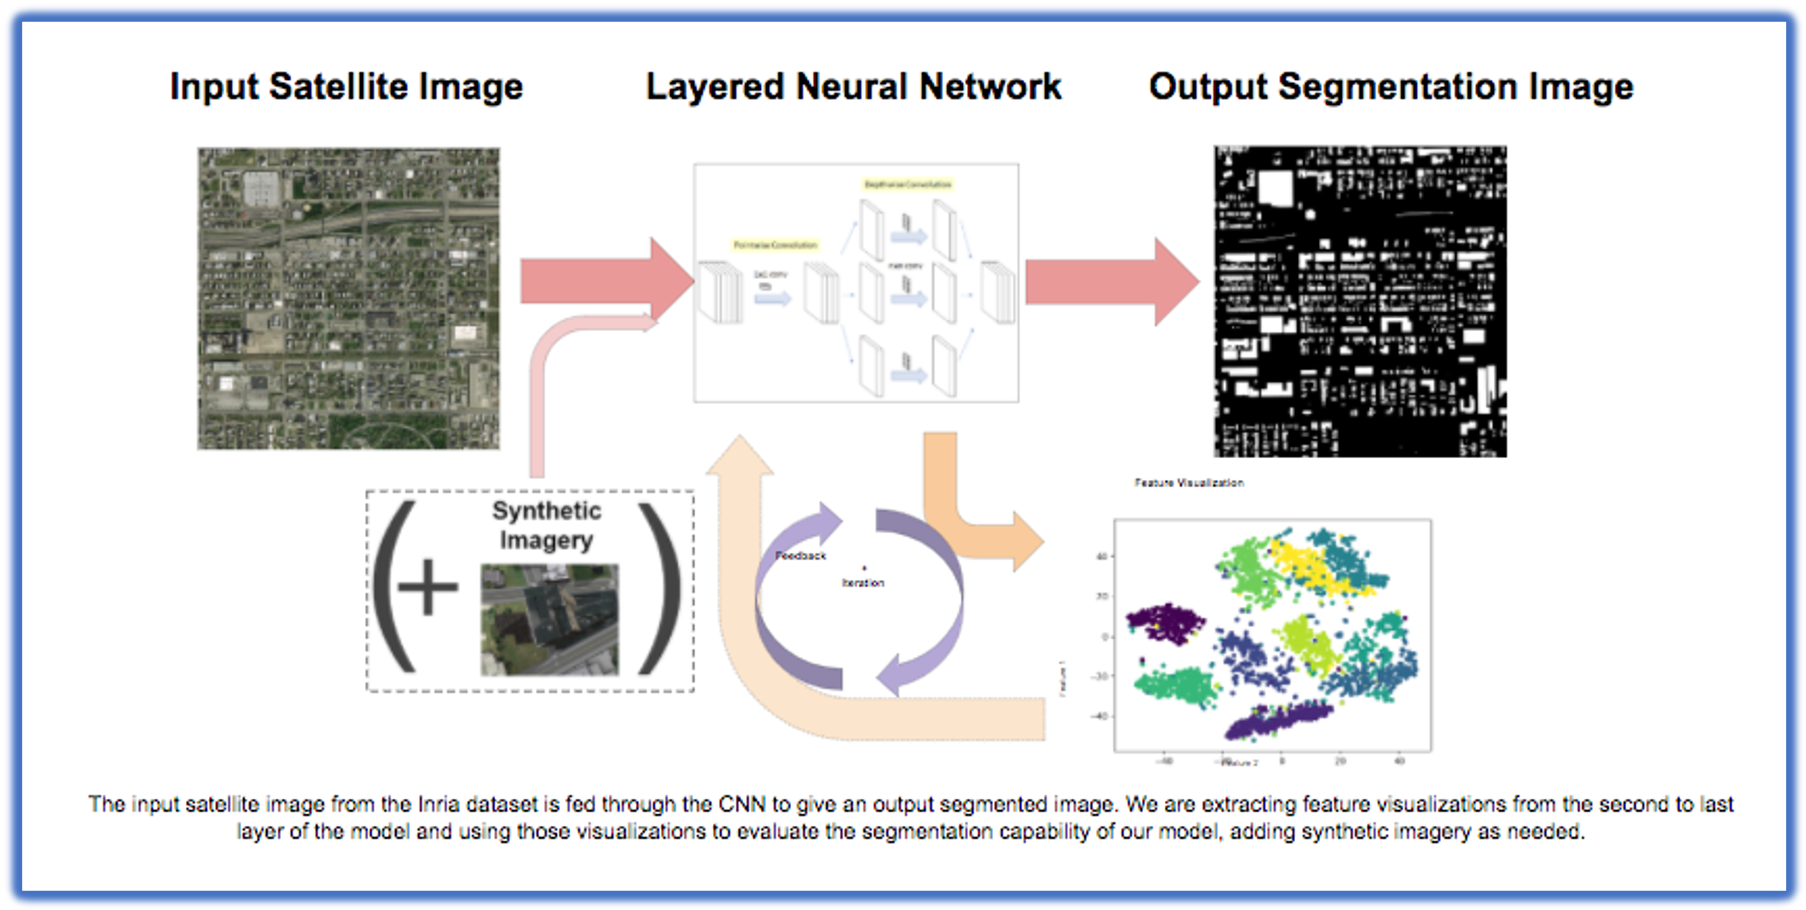 Input Satellite Image
Layered Neural Network
Output Segmentation Image
Depthwise Convolution
Pointwise Convolution
1x1 CONV
Synthetic
Imagery
(+)
Feedback
+
Iteration
Feature Visualization
Feature 1
40
20
0
-20
-40
-40
0
20
40
Feature 2
The input satellite image from the Inria dataset is fed through the CNN to give an output segmented image. We are extracting feature visualizations from the second to last
layer of the model and using those visualizations to evaluate the segmentation capability of our model, adding synthetic imagery as needed.